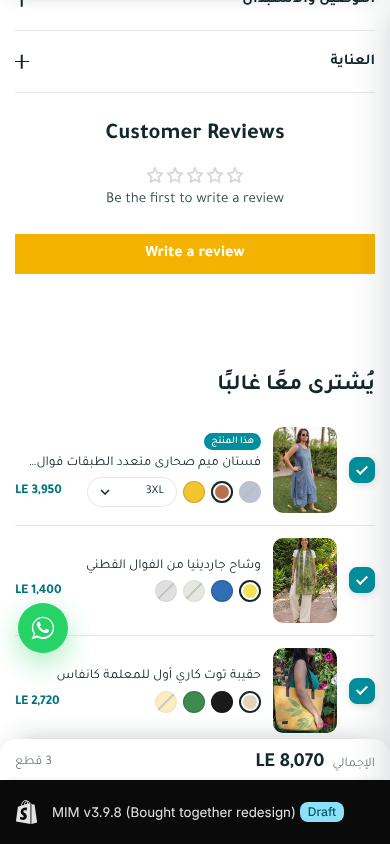 التوصيل والاستبدال
العناية
Customer Reviews
Be the first to write a review
Write a review
يُشترى معًا غالبًا
هذا المنتج
فستان ميم صحارى متعدد الطبقات فوال...
3XL
LE 3,950
وشاح جاردينيا من الفوال القطني
LE 1,400
حقيبة توت كاري أول للمعلمة كانفاس
LE 2,720
الإجمالي LE 8,070
3 قطع
MIM v3.9.8 (Bought together redesign) Draft